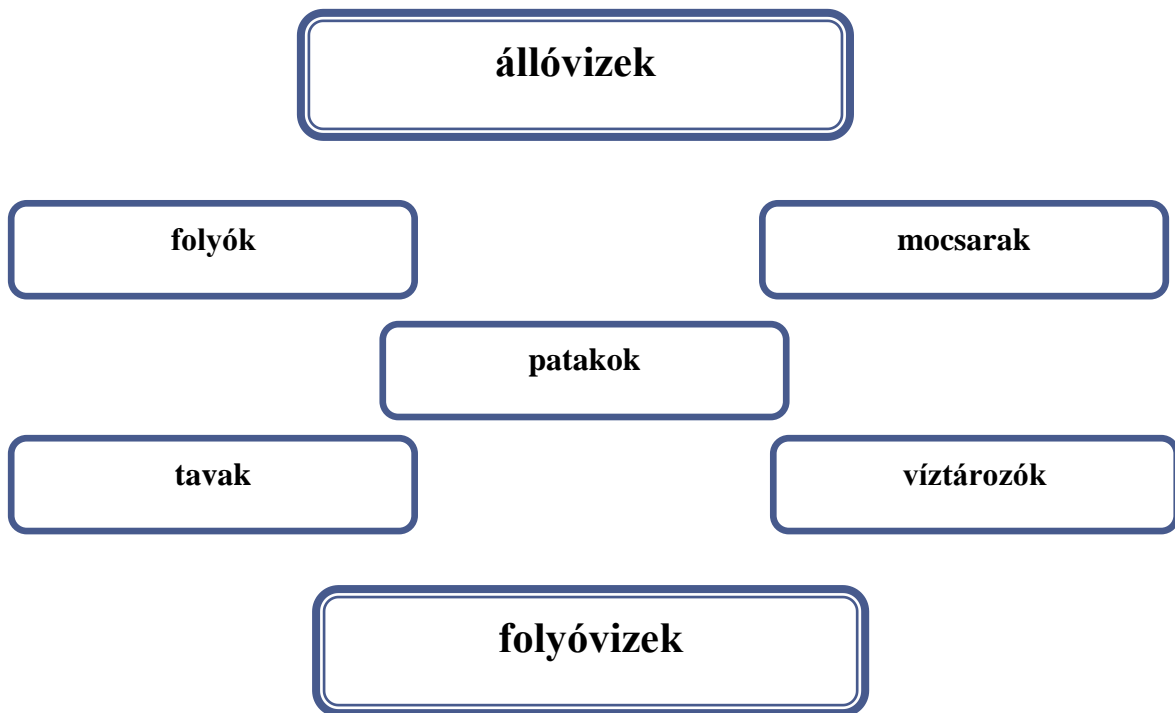 állóvizek
folyók
mocsarak
patakok
tavak
víztározók
folyóvizek